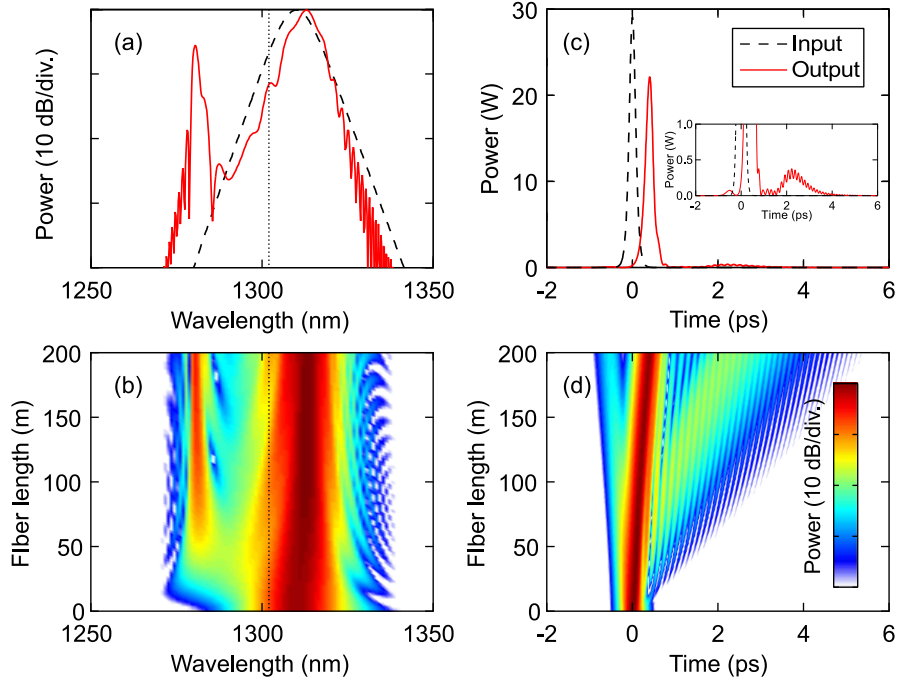 (a)
Power (10 dB/div.)
1250
1300
1350
Wavelength (nm)
(c)
Input
Output
30
20
10
0
Power (W)
1.0
0.5
0.0
Power (W)
-2
0
2
4
6
Time (ps)
-2
0
2
4
6
Time (ps)
(b)
200
150
100
50
0
FIber length (m)
1250
1300
1350
Wavelength (nm)
(d)
200
150
100
50
0
FIber length (m)
Power (10 dB/div.)
-2
0
2
4
6
Time (ps)